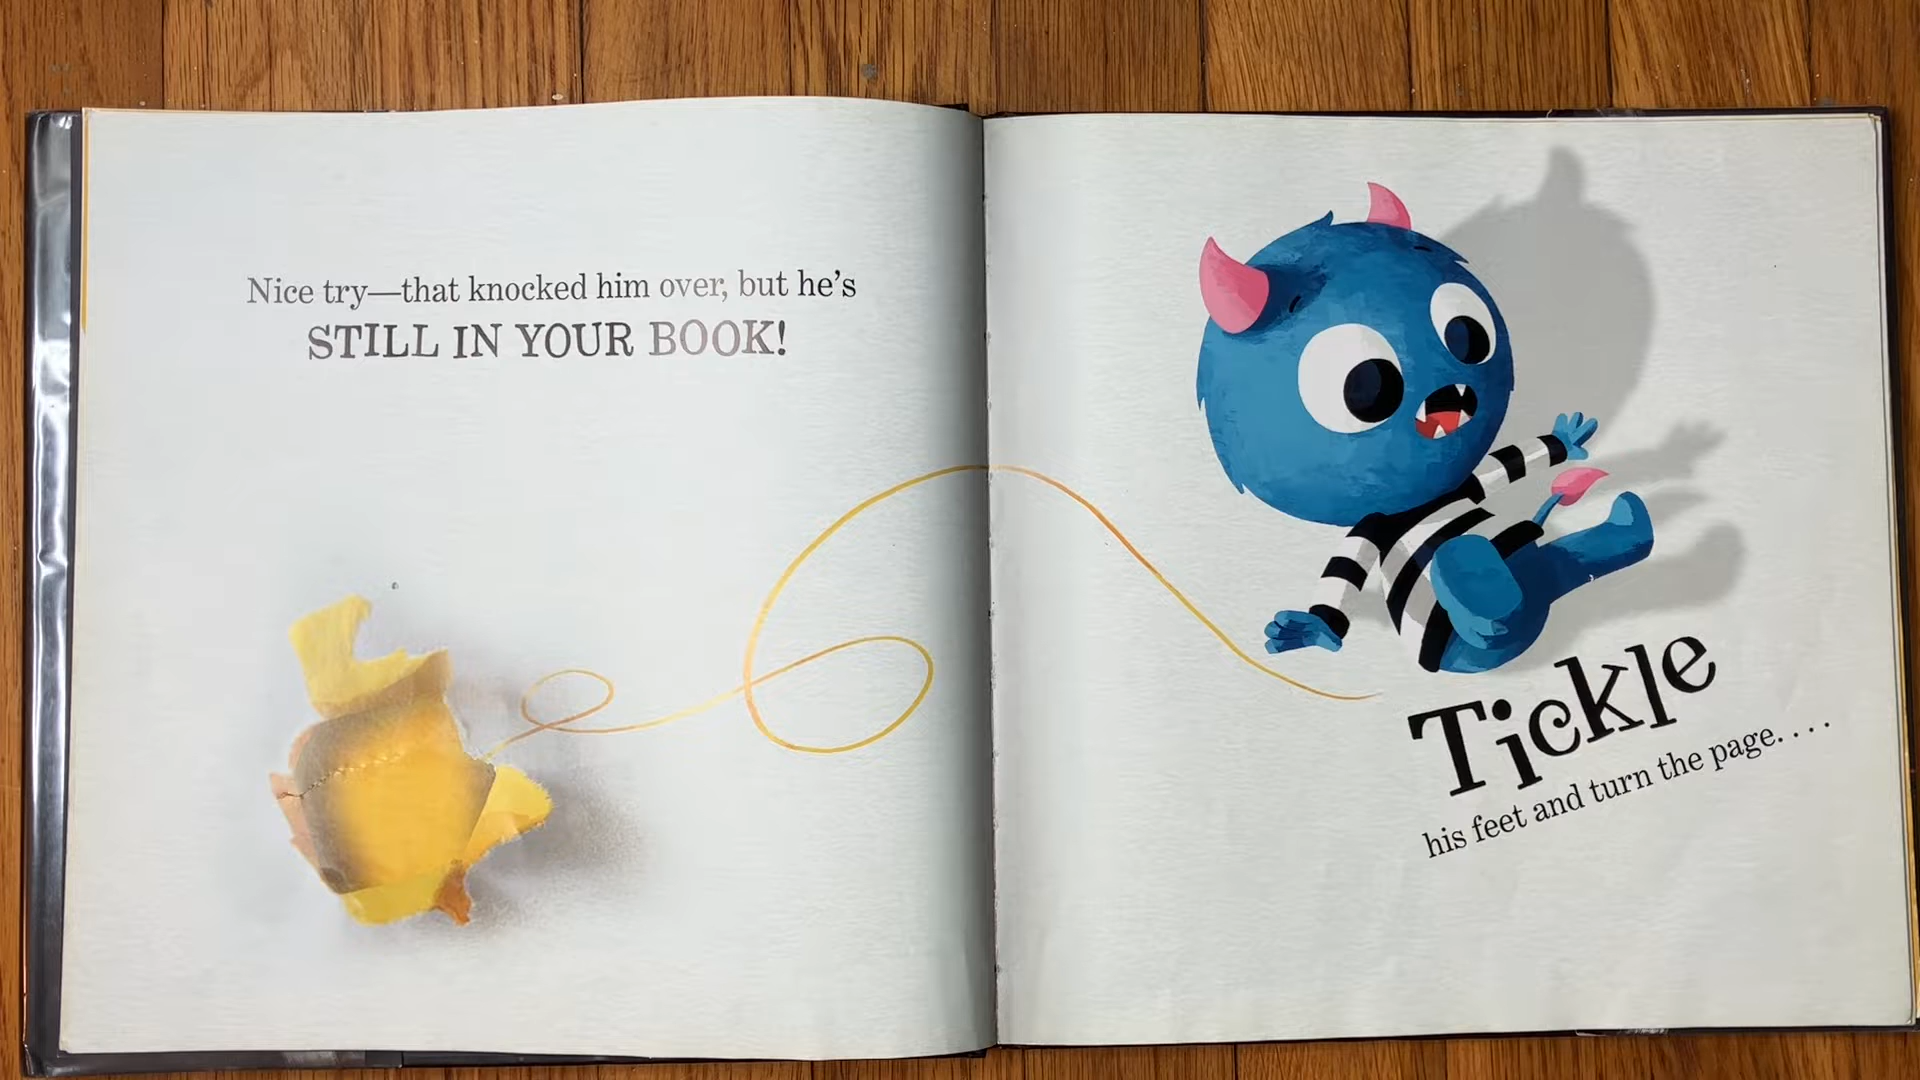 Nice try—that knocked him over, but he's
STILL IN YOUR BOOK!
Tickle
his feet and turn the page. . . .